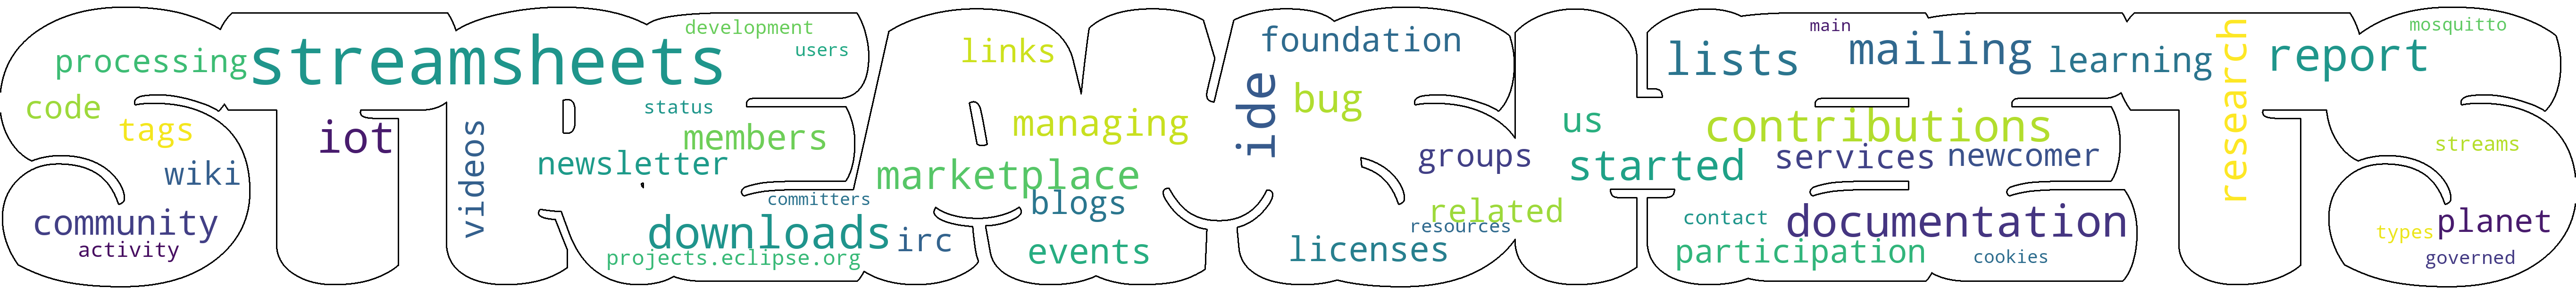 STREAMSHEETS
processing
streamsheets
development
users
code
tags
wiki
community
activity
iot
videos
status
members
newsletter
committers
downloads
projects.eclipse.org
irc
links
managing
marketplace
blogs
events
foundation
ide
bug
groups
related
resources
licenses
us
started
lists
main
mailing
learning
contributions
services
newcomer
contact
documentation
participation
cookies
research
report
mosquitto
streams
types
planet
governed